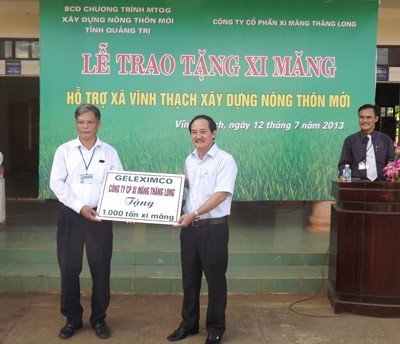 BCĐ CHƯƠNG TRÌNH MTQG
XÂY DỰNG NÔNG THÔN MỚI
TỈNH QUẢNG TRỊ
CÔNG TY CỔ PHẦN XI MĂNG THĂNG LONG
LỄ TRAO TẶNG XI MĂNG
HỖ TRỢ XÃ VĨNH THẠCH XÂY DỰNG NÔNG THÔN MỚI
ngày 12 tháng 7 năm 2013
GELEXIMCO
CÔNG TY CP XI MĂNG THĂNG LONG
Tặng
1.000 tấn xi măng